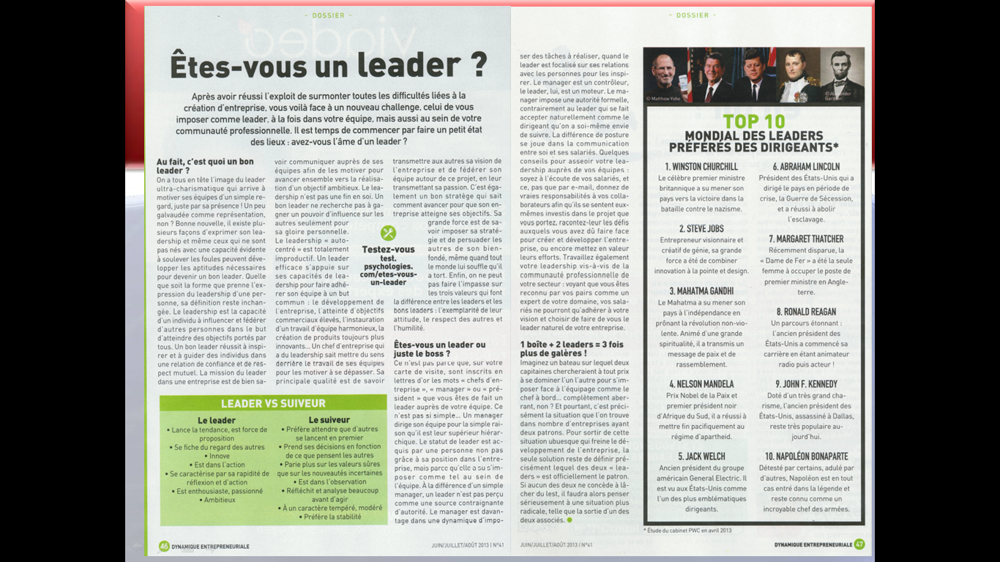 - DOSSIER -
Êtes-vous un leader ?
Après avoir réussi l'exploit de surmonter toutes les difficultés liées à la
création d'entreprise, vous voilà face à un nouveau challenge, celui de vous
imposer comme leader, à la fois dans votre équipe, mais aussi au sein de votre
communauté professionnelle. Il est temps de commencer par faire un petit état
des lieux : avez-vous l'âme d'un leader ?
Au fait, c'est quoi un bon
leader ?
On a tous en tête l'image du leader
ultra-charismatique qui arrive à
motiver ses équipes d'un simple re-
gard, juste par sa présence ! Un peu
galvaudée comme représentation,
non ? Bonne nouvelle, il existe plu-
sieurs façons d'exprimer son lea-
dership et même ceux qui ne sont
pas nés avec une capacité évidente
à soulever les foules peuvent déve-
lopper les aptitudes nécessaires
pour devenir un bon leader. Quelle
que soit la forme que prenne l'ex-
pression du leadership d'une per-
sonne, sa définition reste inchan-
gée. Le leadership est la capacité
d'un individu à influencer et fédérer
d'autres personnes dans le but
d'atteindre des objectifs portés par
tous. Un bon leader réussit à inspi-
rer et à guider des individus dans
une relation de confiance et de res-
pect mutuel. La mission du leader
dans une entreprise est de bien sa-
voir communiquer auprès de ses
équipes afin de les motiver pour
avancer ensemble vers la réalisa-
tion d'un objectif ambitieux. Le lea-
dership n'est pas une fin en soi. Un
bon leader ne recherche pas à ga-
gner un pouvoir d'influence sur les
autres seulement pour
sa gloire personnelle.
Le leadership « auto-
centré » est totalement
improductif. Un leader
efficace s'appuie sur
ses capacités de lea-
dership pour faire adhé-
rer son équipe à un but
commun : le développement de
l'entreprise, l'atteinte d'objectifs
commerciaux élevés, l'instauration
d'un travail d'équipe harmonieux, la
création de produits toujours plus
innovants... Un chef d'entreprise qui
a du leadership sait mettre du sens
derrière le travail de ses équipes
pour les motiver à se dépasser. Sa
principale qualité est de savoir
transmettre aux autres sa vision de
l'entreprise et de fédérer son
équipe autour de ce projet, en leur
transmettant sa passion. C'est éga-
lement un bon stratège qui sait
comment avancer pour que son en-
treprise atteigne ses objectifs. Sa
grande force est de sa-
voir imposer sa straté-
gie et de persuader les
autres de son bien-
fondé, même quand tout
le monde lui souffle qu'il
a tort. Enfin, on ne peut
pas faire l'impasse sur
les trois valeurs qui font
la différence entre les leaders et les
bons leaders : l'exemplarité de leur
attitude, le respect des autres et
l'humilité.
Testez-vous
test.
psychologies.
com/etes-vous-
un-leader
Êtes-vous un leader ou
juste le boss ?
Ce n'est pas parce que, sur votre
carte de visite, sont inscrits en
lettres d'or les mots « chefs d'en-
treprise », « manager » ou « pré-
sident » que vous êtes de fait un
leader auprès de votre équipe. Ce
n'est pas si simple... Un manager
dirige son équipe pour la simple rai-
son qu'il est leur supérieur hiérar-
chique. Le statut de leader est ac-
quis par une personne non pas
grâce à sa position dans l'entre-
prise, mais parce qu'elle a su s'im-
poser comme tel au sein de
l'équipe. À la différence d'un simple
manager, un leader n'est pas perçu
comme une source contraignante
d'autorité. Le manager est davan-
tage dans une dynamique d'impo-
LEADER VS SUIVEUR
Le leader
• Lance la tendance, est force de
proposition
• Se fiche du regard des autres
• Innove
• Est dans l'action
• Se caractérise par sa rapidité de
réflexion et d'action
• Est enthousiaste, passionné
• Ambitieux
Le suiveur
• Préfère attendre que d'autres
se lancent en premier
• Prend ses décisions en fonction
de ce que pensent les autres
• Parie plus sur les valeurs sûres
que sur les nouveautés incertaines
• Est dans l'observation
• Réfléchit et analyse beaucoup
avant d'agir
• À un caractère tempéré, modéré
• Préfère la stabilité
46 DYNAMIQUE ENTREPRENEURIALE
JUIN/JUILLET/AOÛT 2013 | N°41
- DOSSIER -
ser des tâches à réaliser, quand le
leader est focalisé sur ses relations
avec les personnes pour les inspi-
rer. Le manager est un contrôleur,
le leader, lui, est un moteur. Le ma-
nager impose une autorité formelle,
contrairement au leader qui se fait
accepter naturellement comme le
dirigeant qu'on a soi-même envie
de suivre. La différence de posture
se joue dans la communication
entre soi et ses salariés. Quelques
conseils pour asseoir votre lea-
dership auprès de vos équipes :
soyez à l'écoute de vos salariés, et
ce, pas que par e-mail, donnez de
vraies responsabilités à vos colla-
borateurs afin qu'ils se sentent eux-
mêmes investis dans le projet que
vous portez, racontez-leur les défis
auxquels vous avez dû faire face
pour créer et développer l'entre-
prise, ou encore mettez en valeur
leurs efforts. Travaillez également
votre leadership vis-à-vis de la
communauté professionnelle de
votre secteur : voyant que vous êtes
reconnu par vos pairs comme un
expert de votre domaine, vos sala-
riés ne pourront qu'adhérer à votre
vision et choisir de faire de vous le
leader naturel de votre entreprise.
1 boîte + 2 leaders = 3 fois
plus de galères !
Imaginez un bateau sur lequel deux
capitaines chercheraient à tout prix
à se dominer l'un l'autre pour s'im-
poser face à l'équipage comme le
chef à bord... complètement aber-
rant, non ? Et pourtant, c'est préci-
sément la situation que l'on trouve
dans nombre d'entreprises ayant
deux patrons. Pour sortir de cette
situation ubuesque qui freine le dé-
veloppement de l'entreprise, la
seule solution reste de définir pré-
cisément lequel des deux « lea-
ders » est officiellement le patron.
Si aucun des deux ne concède à lâ-
cher du lest, il faudra alors penser
sérieusement à une situation plus
radicale, telle que la sortie d'un des
deux associés.
© Matthew Yohe
© Alexander
Gardner
TOP 10
MONDIAL DES LEADERS
PRÉFÉRÉS DES DIRIGEANTS*
1. WINSTON CHURCHILL
Le célèbre premier ministre
britannique a su mener son
pays vers la victoire dans la
bataille contre le nazisme.
2. STEVE JOBS
Entrepreneur visionnaire et
créatif de génie, sa grande
force a été de combiner
innovation à la pointe et design.
3. MAHATMA GANDHI
Le Mahatma a su mener son
pays à l'indépendance en
prônant la révolution non-vio-
lente. Animé d'une grande
spiritualité, il a transmis un
message de paix et de
rassemblement.
4. NELSON MANDELA
Prix Nobel de la Paix et
premier président noir
d'Afrique du Sud, il a réussi à
mettre fin pacifiquement au
régime d'apartheid.
5. JACK WELCH
Ancien président du groupe
américain General Electric. Il
est vu aux États-Unis comme
l'un des plus emblématiques
dirigeants.
6. ABRAHAM LINCOLN
Président des États-Unis qui a
dirigé le pays en période de
crise, la Guerre de Sécession,
et a réussi à abolir
l'esclavage.
7. MARGARET THATCHER
Récemment disparue, la
« Dame de Fer » a été la seule
femme à occuper le poste de
premier ministre en Angle-
terre.
8. RONALD REAGAN
Un parcours étonnant :
l'ancien président des
États-Unis a commencé sa
carrière en étant animateur
radio puis acteur !
9. JOHN F. KENNEDY
Doté d'un très grand cha-
risme, l'ancien président des
États-Unis, assassiné à Dallas,
reste très populaire au-
jourd'hui.
10. NAPOLÉON BONAPARTE
Détesté par certains, adulé par
d'autres, Napoléon est en tout
cas entré dans la légende et
reste connu comme un
incroyable chef des armées.
* Étude du cabinet PWC en avril 2013
JUIN/JUILLET/AOÛT 2013 | N°41
DYNAMIQUE ENTREPRENEURIALE 47